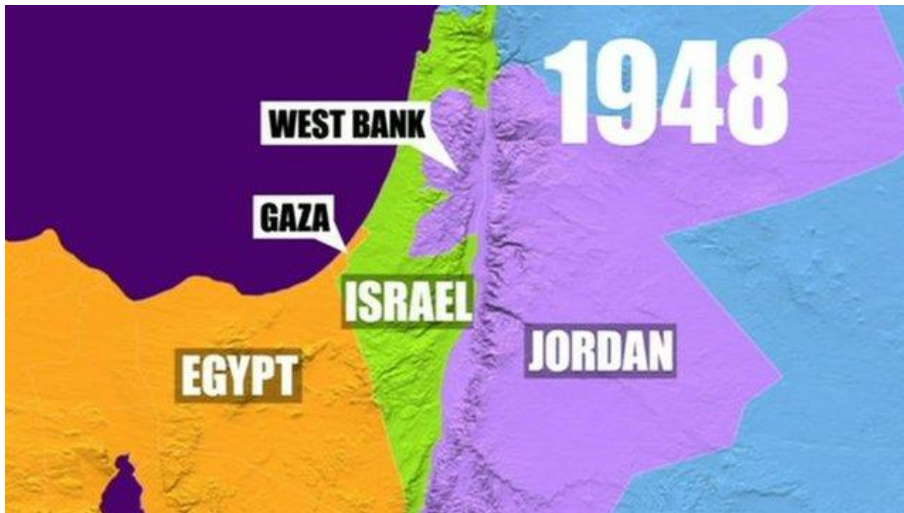 1948
WEST BANK
GAZA
ISRAEL
JORDAN
EGYPT